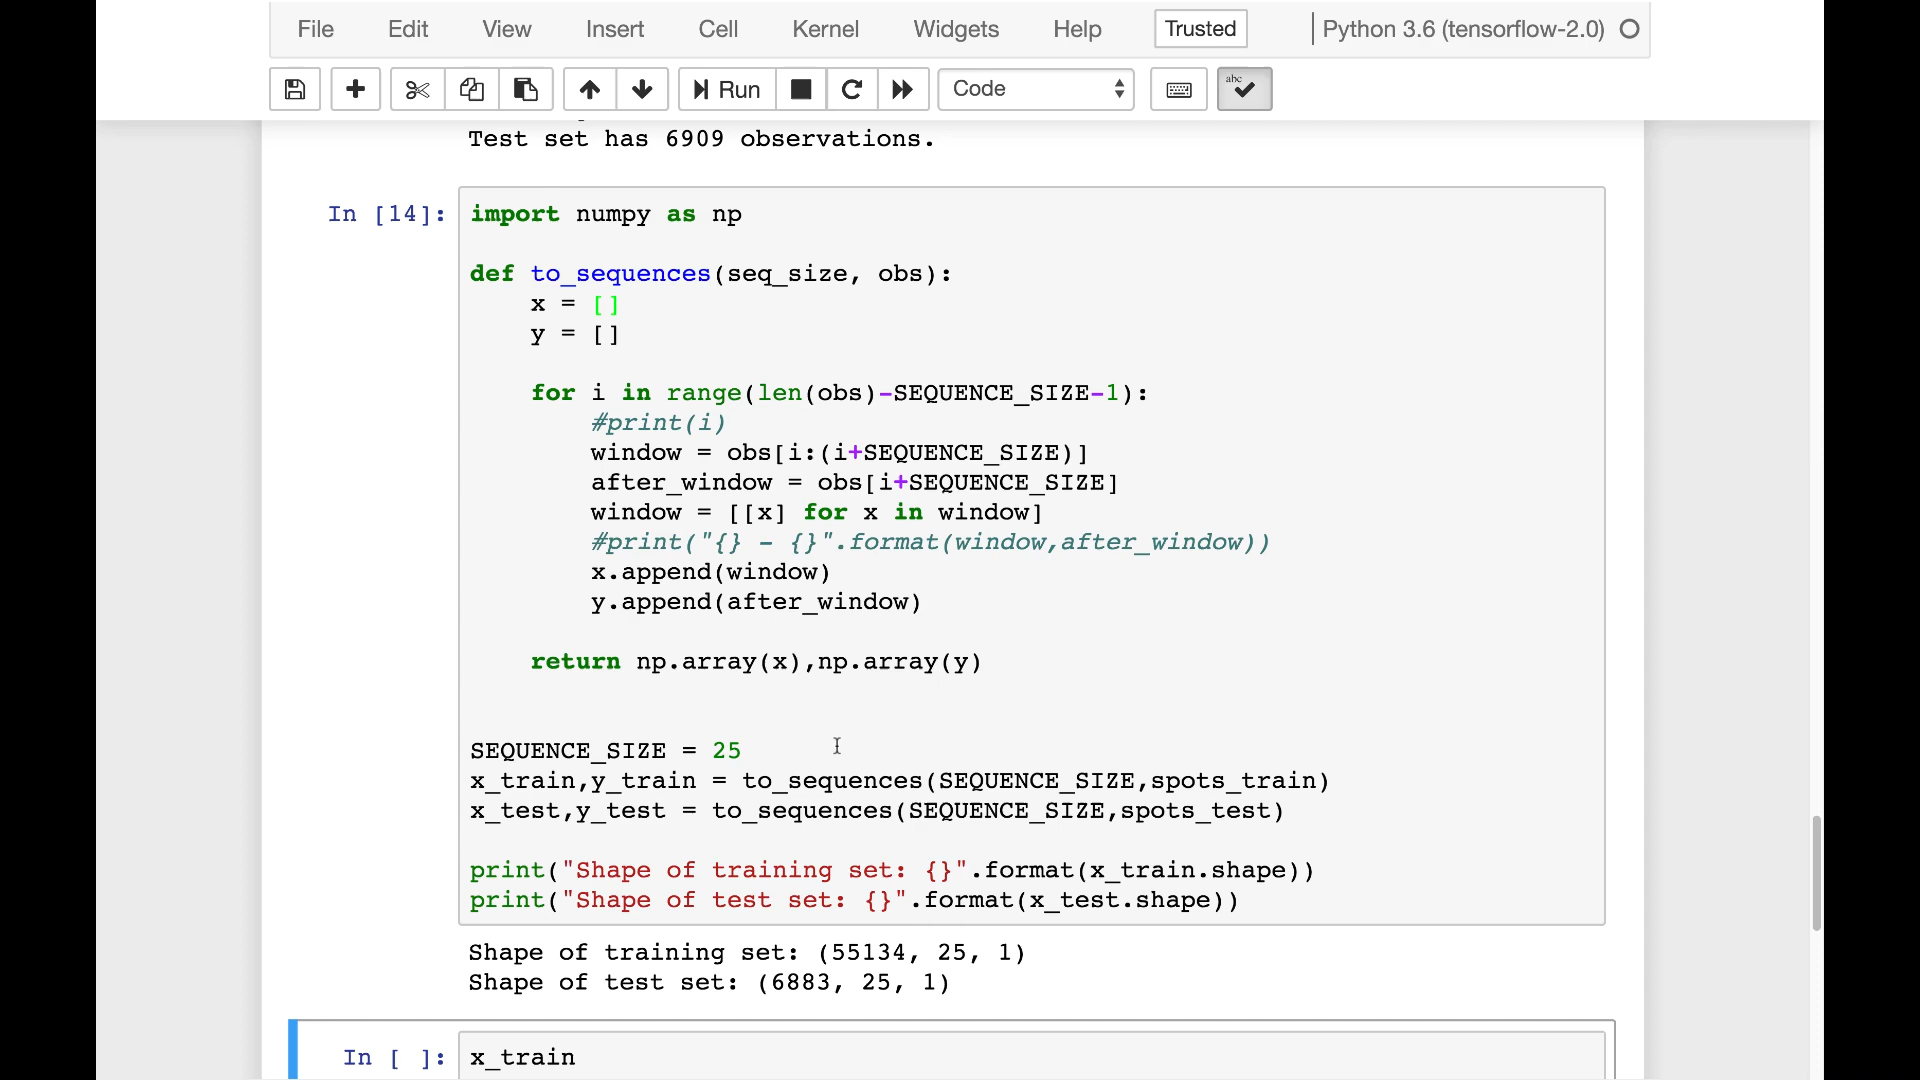 File Edit View Insert Cell Kernel Widgets Help Trusted Python 3.6 (tensorflow-2.0)
Run Code abc
Test set has 6909 observations.
In [14]: import numpy as np
def to_sequences(seq_size, obs):
x = []
y = []
for i in range(len(obs)-SEQUENCE_SIZE-1):
#print(i)
window = obs[i:(i+SEQUENCE_SIZE)]
after_window = obs[i+SEQUENCE_SIZE]
window = [[x] for x in window]
#print("{} - {}".format(window,after_window))
x.append(window)
y.append(after_window)
return np.array(x),np.array(y)
SEQUENCE_SIZE = 25
x_train,y_train = to_sequences(SEQUENCE_SIZE,spots_train)
x_test,y_test = to_sequences(SEQUENCE_SIZE,spots_test)
print("Shape of training set: {}".format(x_train.shape))
print("Shape of test set: {}".format(x_test.shape))
Shape of training set: (55134, 25, 1)
Shape of test set: (6883, 25, 1)
In [ ]: x_train